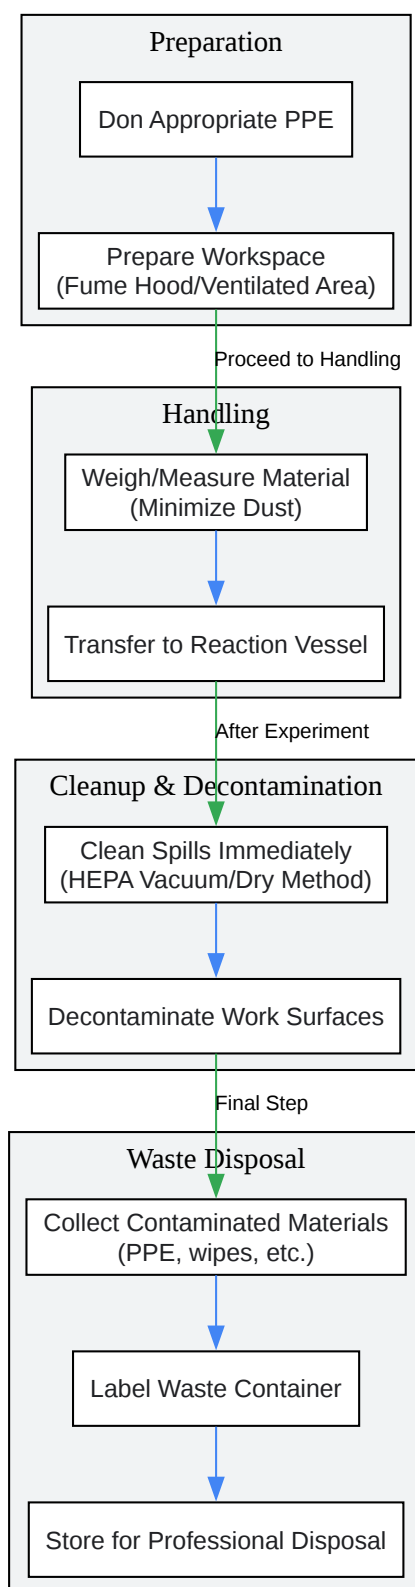 Preparation
Don Appropriate PPE
Prepare Workspace
(Fume Hood/Ventilated Area)
Proceed to Handling
Handling
Weigh/Measure Material
(Minimize Dust)
Transfer to Reaction Vessel
After Experiment
Cleanup & Decontamination
Clean Spills Immediately
(HEPA Vacuum/Dry Method)
Decontaminate Work Surfaces
Final Step
Waste Disposal
Collect Contaminated Materials
(PPE, wipes, etc.)
Label Waste Container
Store for Professional Disposal